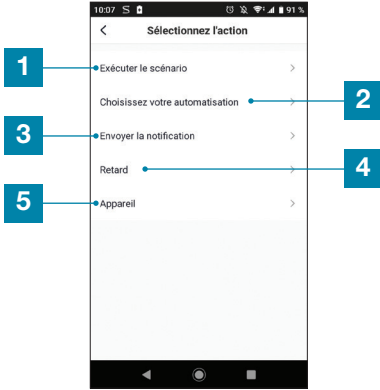 10:07 S 91 %
Sélectionnez l'action
1
Exécuter le scénario
Choisissez votre automatisation
2
3
Envoyer la notification
Retard
4
5
Appareil